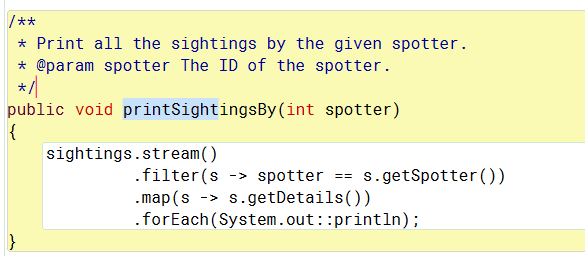 /**
 * Print all the sightings by the given spotter.
 * @param spotter The ID of the spotter.
 */
public void printSightingsBy(int spotter)
{
    sightings.stream()
            .filter(s -> spotter == s.getSpotter())
            .map(s -> s.getDetails())
            .forEach(System.out::println);
}